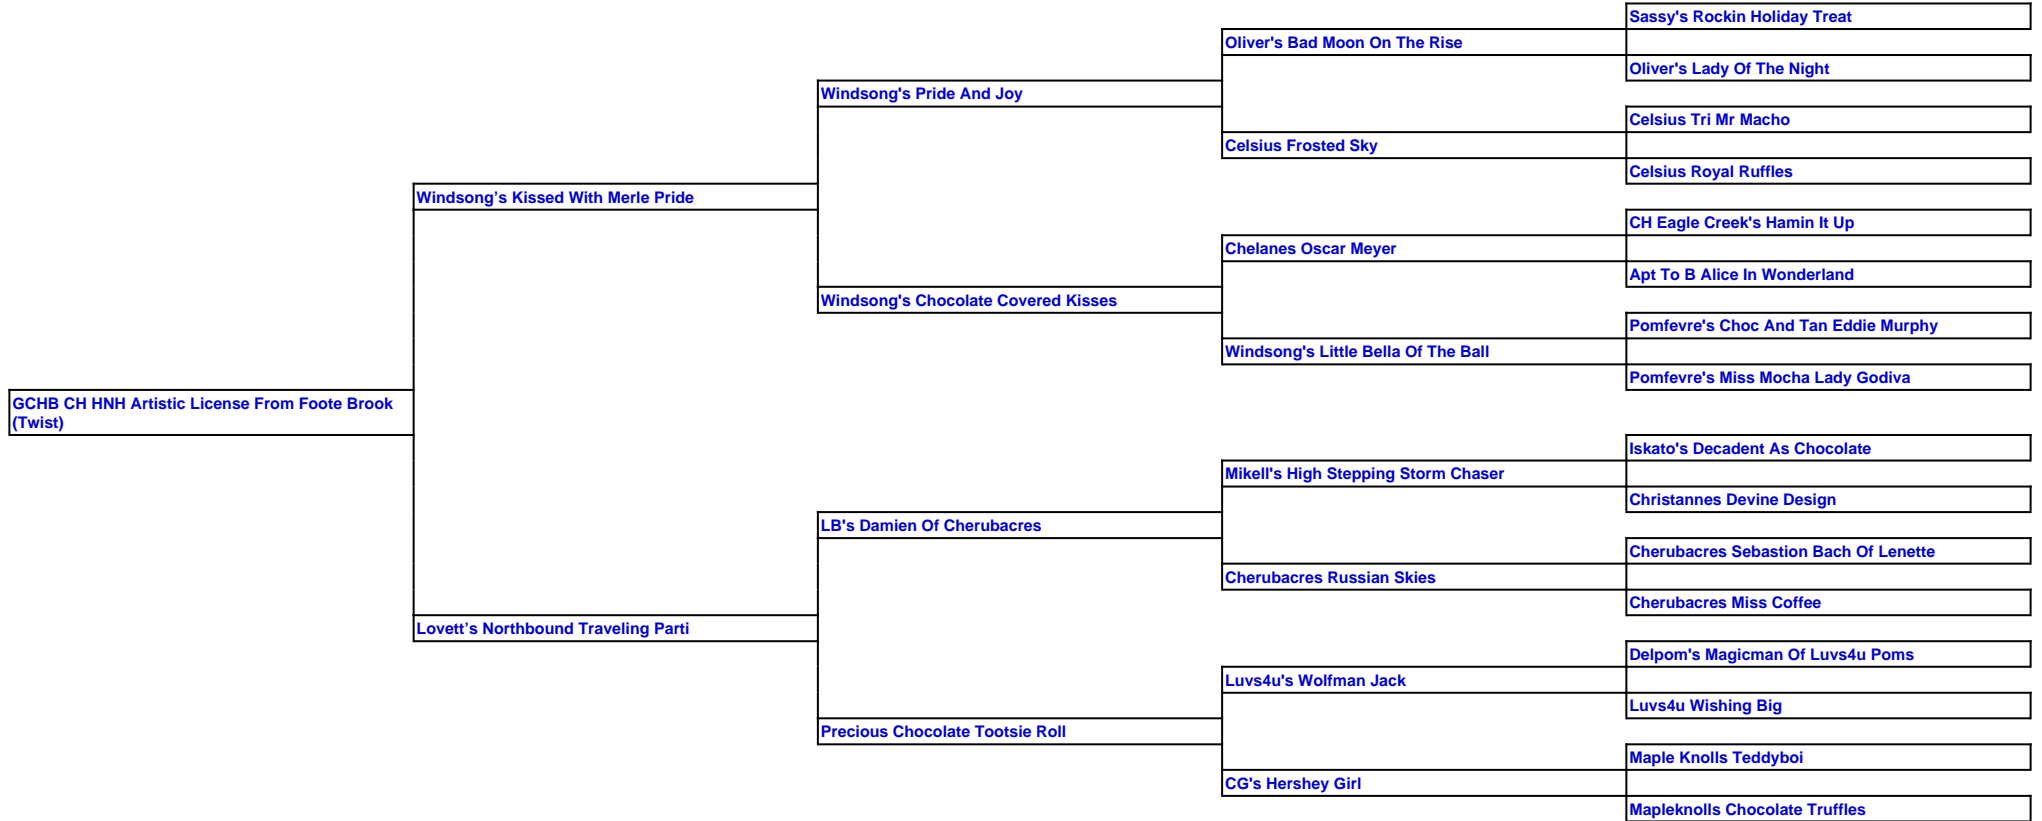 Sassy's Rockin Holiday Treat
Oliver's Bad Moon On The Rise
Oliver's Lady Of The Night
Windsong's Pride And Joy
Celsius Tri Mr Macho
Celsius Frosted Sky
Celsius Royal Ruffles
Windsong’s Kissed With Merle Pride
CH Eagle Creek's Hamin It Up
Chelanes Oscar Meyer
Apt To B Alice In Wonderland
Windsong's Chocolate Covered Kisses
Pomfevre's Choc And Tan Eddie Murphy
Windsong's Little Bella Of The Ball
Pomfevre's Miss Mocha Lady Godiva
GCHB CH HNH Artistic License From Foote Brook
(Twist)
Iskato's Decadent As Chocolate
Mikell's High Stepping Storm Chaser
Christannes Devine Design
LB's Damien Of Cherubacres
Cherubacres Sebastion Bach Of Lenette
Cherubacres Russian Skies
Cherubacres Miss Coffee
Lovett’s Northbound Traveling Parti
Delpom's Magicman Of Luvs4u Poms
Luvs4u's Wolfman Jack
Luvs4u Wishing Big
Precious Chocolate Tootsie Roll
Maple Knolls Teddyboi
CG's Hershey Girl
Mapleknolls Chocolate Truffles